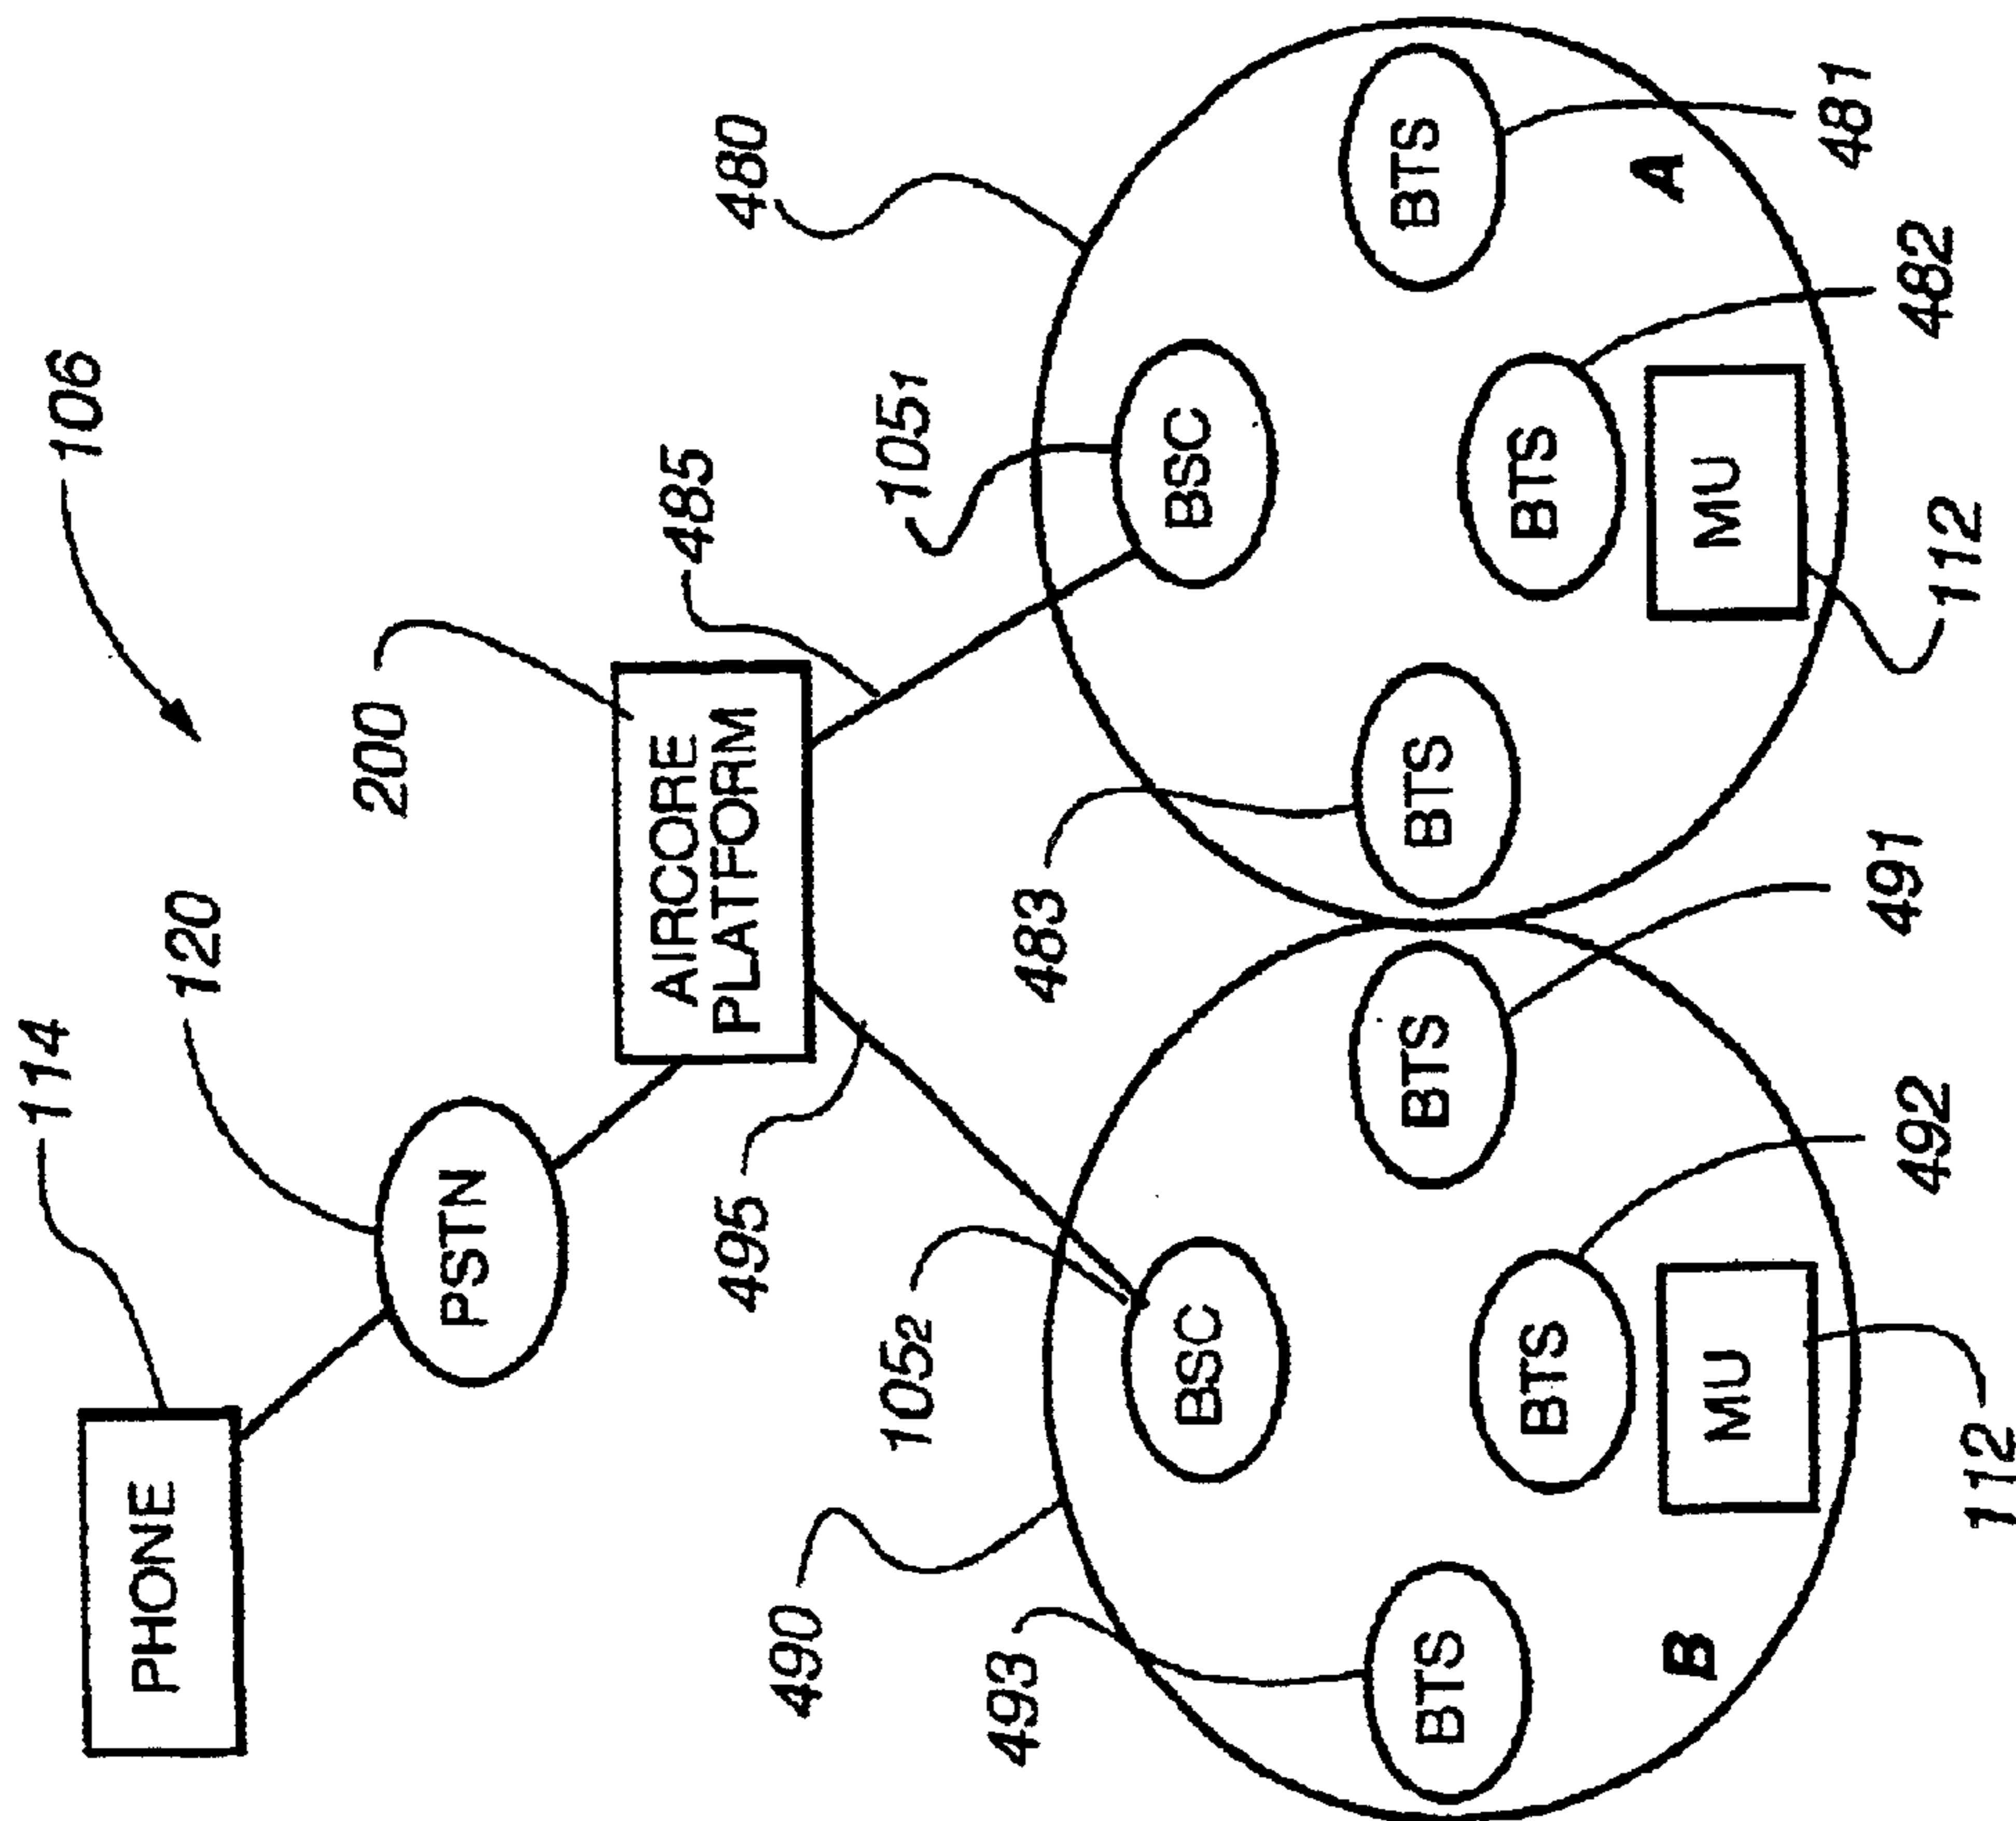 106
114
120
200
PHONE
PSTN
AIRCORE
PLATFORM
485
480
495
490
493
105₂
483
105₁
BSC
BSC
BTS
BTS
BTS
BTS
BTS
BTS
MU
MU
B
A
491
481
492
482
112
112